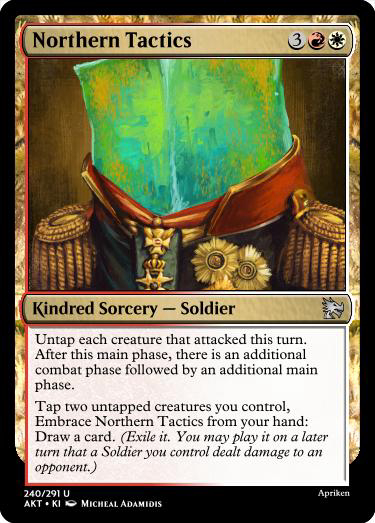 Northern Tactics 3
Kindred Sorcery — Soldier
Untap each creature that attacked this turn.
After this main phase, there is an additional
combat phase followed by an additional main
phase.
Tap two untapped creatures you control,
Embrace Northern Tactics from your hand:
Draw a card. (Exile it. You may play it on a later
turn that a Soldier you control dealt damage to an
opponent.)
240/291 U
Apriken
AKT • KI Micheal Adamidis